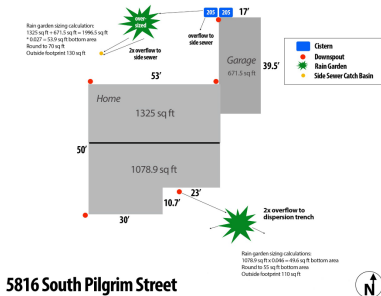 Rain garden sizing calculation:
1325 sq ft + 671.5 sq ft = 1996.5 sq ft
* 0.027 = 53.9 sq ft bottom area
Round to 70 sq ft
Outside footprint 130 sq ft
over-
sized
2x overflow to
side sewer
overflow to
side sewer
205 205 17'
Garage
671.5 sq ft
39.5'
Cistern
Downspout
Rain Garden
Side Sewer Catch Basin
53'
Home
1325 sq ft
50'
1078.9 sq ft
23'
10.7'
30'
2x overflow to
dispersion trench
Rain garden sizing calculations:
1078.9 sq ft x 0.046 = 49.6 sq ft bottom area
Round to 55 sq ft bottom area
Outside footprint 110 sq ft
5816 South Pilgrim Street
N